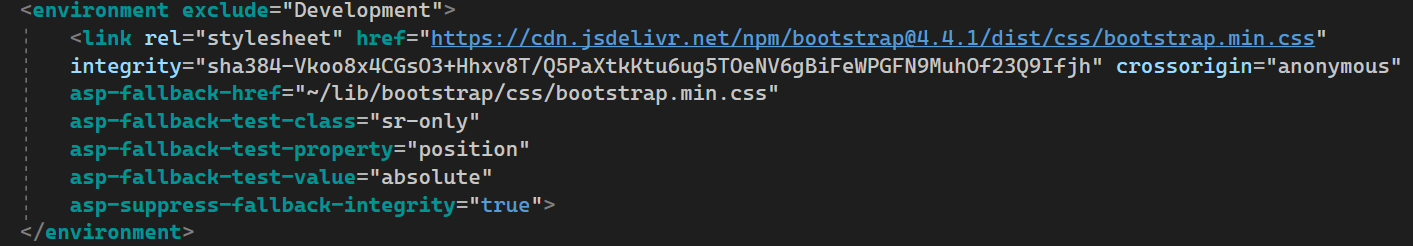 <environment exclude="Development">
<link rel="stylesheet" href="https://cdn.jsdelivr.net/npm/bootstrap@4.4.1/dist/css/bootstrap.min.css"
integrity="sha384-Vkoo8x4CGsO3+Hhxv8T/Q5PaXtkKtu6ug5TOeNV6gBiFeWPGFN9MuhOf23Q9Ifjh" crossorigin="anonymous"
asp-fallback-href="~/lib/bootstrap/css/bootstrap.min.css"
asp-fallback-test-class="sr-only"
asp-fallback-test-property="position"
asp-fallback-test-value="absolute"
asp-suppress-fallback-integrity="true">
</environment>